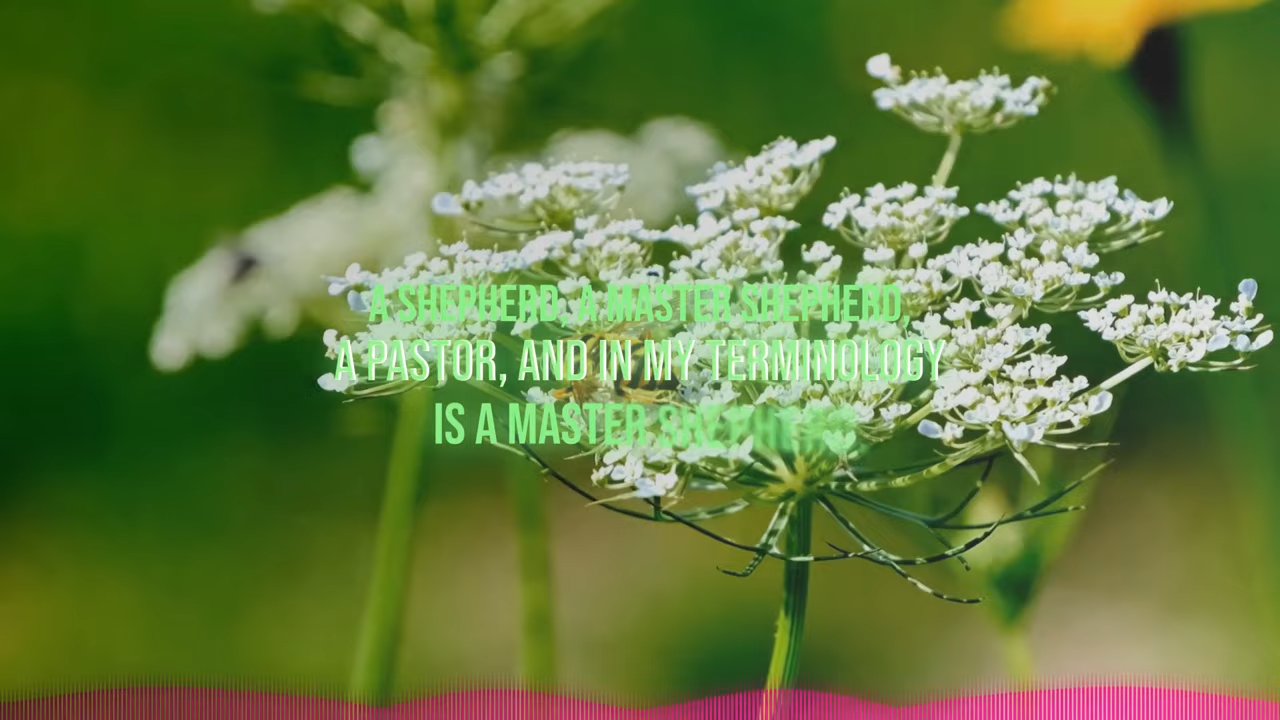 A SHEPHERD, A MASTER SHEPHERD,
A PASTOR, AND IN MY TERMINOLOGY
IS A MASTER